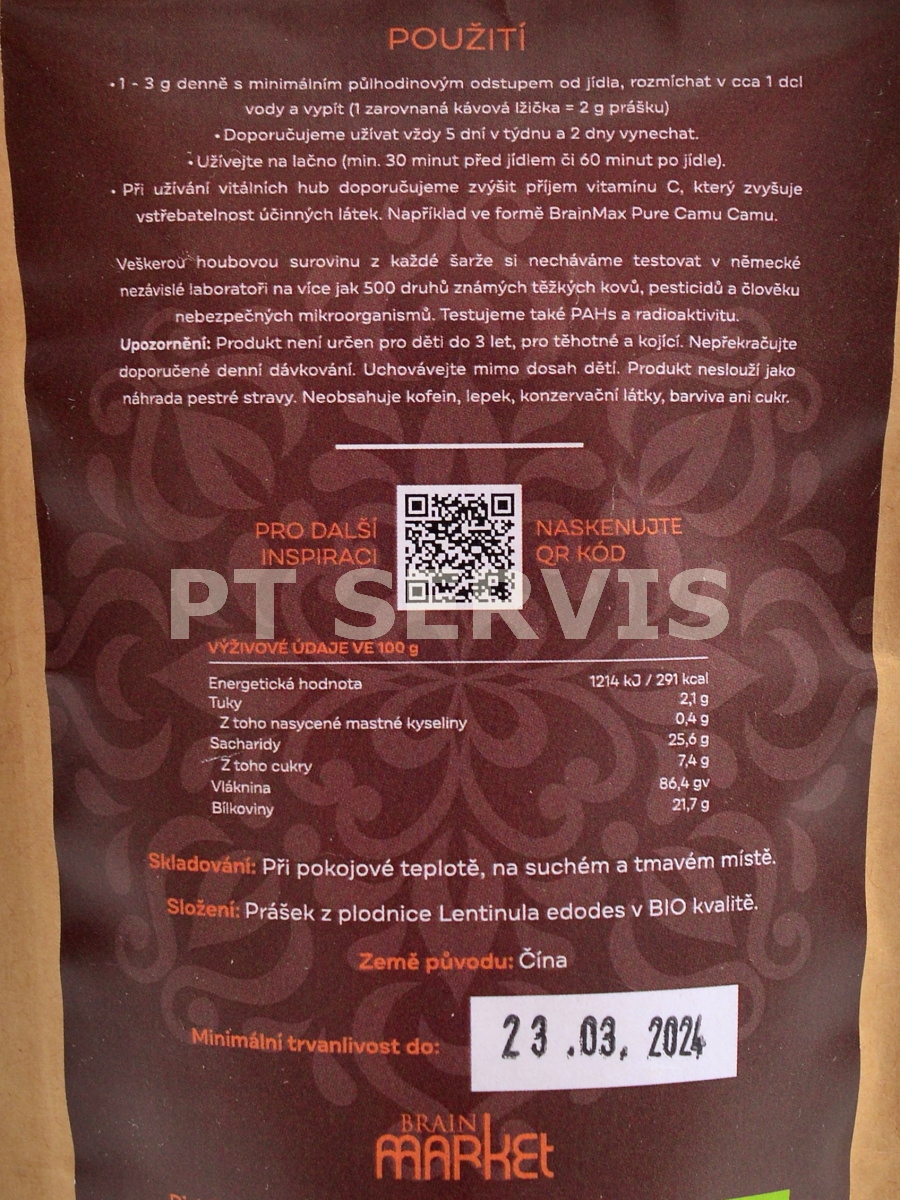 POUŽITÍ
• 1 - 3 g denně s minimálním půlhodinovým odstupem od jídla, rozmíchat v cca 1 dcl
vody a vypít (1 zarovnaná kávová lžička = 2 g prášku)
• Doporučujeme užívat vždy 5 dní v týdnu a 2 dny vynechat.
• Užívejte na lačno (min. 30 minut před jídlem či 60 minut po jídle).
• Při užívání vitálních hub doporučujeme zvýšit příjem vitamínu C, který zvyšuje
vstřebatelnost účinných látek. Například ve formě BrainMax Pure Camu Camu.
Veškerou houbovou surovinu z každé šarže si necháváme testovat v německé
nezávislé laboratoři na více jak 500 druhů známých těžkých kovů, pesticidů a člověku
nebezpečných mikroorganismů. Testujeme také PAHs a radioaktivitu.
Upozornění: Produkt není určen pro děti do 3 let, pro těhotné a kojící. Nepřekračujte
doporučené denní dávkování. Uchovávejte mimo dosah dětí. Produkt neslouží jako
náhrada pestré stravy. Neobsahuje kofein, lepek, konzervační látky, barviva ani cukr.
PRO DALŠÍ
INSPIRACI
NASKENUJTE
QR KÓD
PT SERVIS
VÝŽIVOVÉ ÚDAJE VE 100 g
Energetická hodnota 1214 kJ / 291 kcal
Tuky 2,1 g
Z toho nasycené mastné kyseliny 0,4 g
Sacharidy 25,6 g
Z toho cukry 7,4 g
Vláknina 86,4 gv
Bílkoviny 21,7 g
Skladování: Při pokojové teplotě, na suchém a tmavém místě.
Složení: Prášek z plodnice Lentinula edodes v BIO kvalitě.
Země původu: Čína
Minimální trvanlivost do: 23.03.2024
BRAIN
MARKET